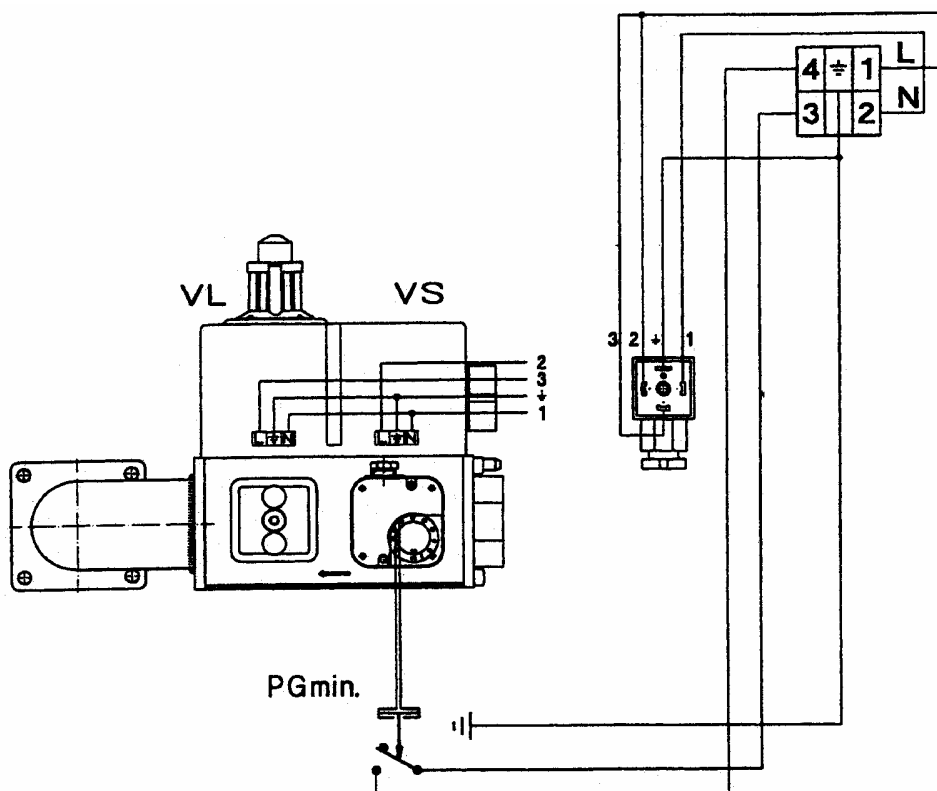 4 ⏚ 1 L
3 2 N
VL VS
3 2 ⏚ 1
2
3
⏚
1
L ⏚ N L ⏚ N
PGmin.